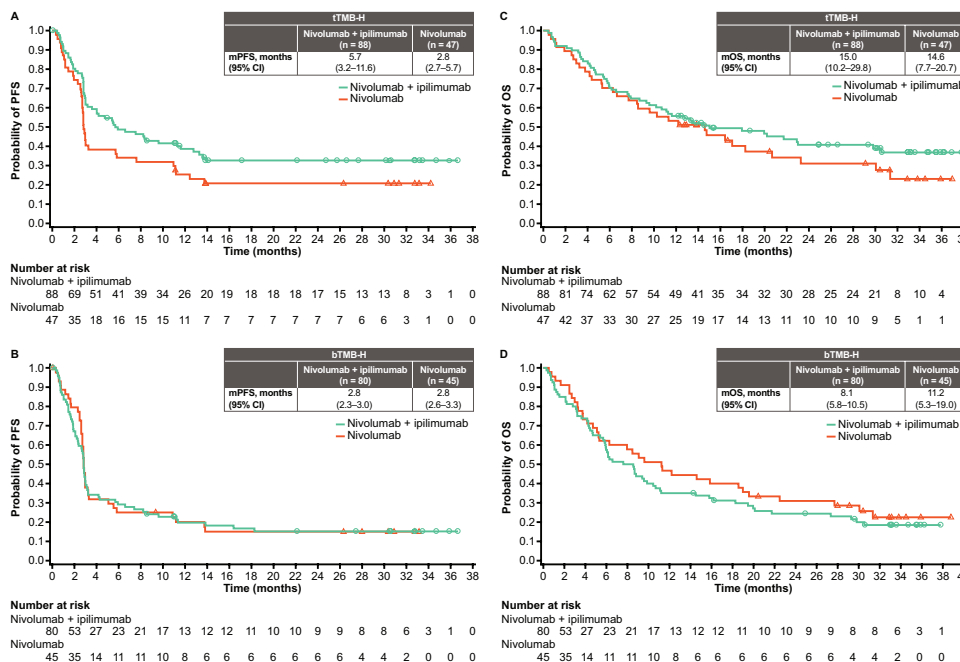 A
tTMB-H
Nivolumab + ipilimumab
(n = 88)
Nivolumab
(n = 47)
mPFS, months
(95% CI)
5.7
(3.2–11.6)
2.8
(2.7–5.7)
Nivolumab + ipilimumab
Nivolumab
Probability of PFS
1.0
0.9
0.8
0.7
0.6
0.5
0.4
0.3
0.2
0.1
0.0
0 2 4 6 8 10 12 14 16 18 20 22 24 26 28 30 32 34 36 38
Time (months)
Number at risk
Nivolumab + ipilimumab
88 69 51 41 39 34 26 20 19 18 18 18 17 15 13 13 8 3 1 0
Nivolumab
47 35 18 16 15 15 11 7 7 7 7 7 7 7 6 6 3 1 0 0
C
tTMB-H
Nivolumab + ipilimumab
(n = 88)
Nivolumab
(n = 47)
mOS, months
(95% CI)
15.0
(10.2–29.8)
14.6
(7.7–20.7)
Nivolumab + ipilimumab
Nivolumab
Probability of OS
1.0
0.9
0.8
0.7
0.6
0.5
0.4
0.3
0.2
0.1
0.0
0 2 4 6 8 10 12 14 16 18 20 22 24 26 28 30 32 34 36
Time (months)
Number at risk
Nivolumab + ipilimumab
88 81 74 62 57 54 49 41 35 34 32 30 28 25 24 21 8 10 4
Nivolumab
47 42 37 33 30 27 25 19 17 14 13 11 10 10 10 9 5 1 1
B
bTMB-H
Nivolumab + ipilimumab
(n = 80)
Nivolumab
(n = 45)
mPFS, months
(95% CI)
2.8
(2.3–3.0)
2.8
(2.6–3.3)
Nivolumab + ipilimumab
Nivolumab
Probability of PFS
1.0
0.9
0.8
0.7
0.6
0.5
0.4
0.3
0.2
0.1
0.0
0 2 4 6 8 10 12 14 16 18 20 22 24 26 28 30 32 34 36 38
Time (months)
Number at risk
Nivolumab + ipilimumab
80 53 27 23 21 17 13 12 12 11 10 10 9 9 8 8 6 3 1 0
Nivolumab
45 35 14 11 11 10 8 6 6 6 6 6 6 6 4 4 2 0 0 0
D
bTMB-H
Nivolumab + ipilimumab
(n = 80)
Nivolumab
(n = 45)
mOS, months
(95% CI)
8.1
(5.8–10.5)
11.2
(5.3–19.0)
Nivolumab + ipilimumab
Nivolumab
Probability of OS
1.0
0.9
0.8
0.7
0.6
0.5
0.4
0.3
0.2
0.1
0.0
0 2 4 6 8 10 12 14 16 18 20 22 24 26 28 30 32 34 36 38
Time (months)
Number at risk
Nivolumab + ipilimumab
80 53 27 23 21 17 13 12 12 11 10 10 9 9 8 8 6 3 1
Nivolumab
45 35 14 11 11 10 8 6 6 6 6 6 6 6 4 4 2 0 0